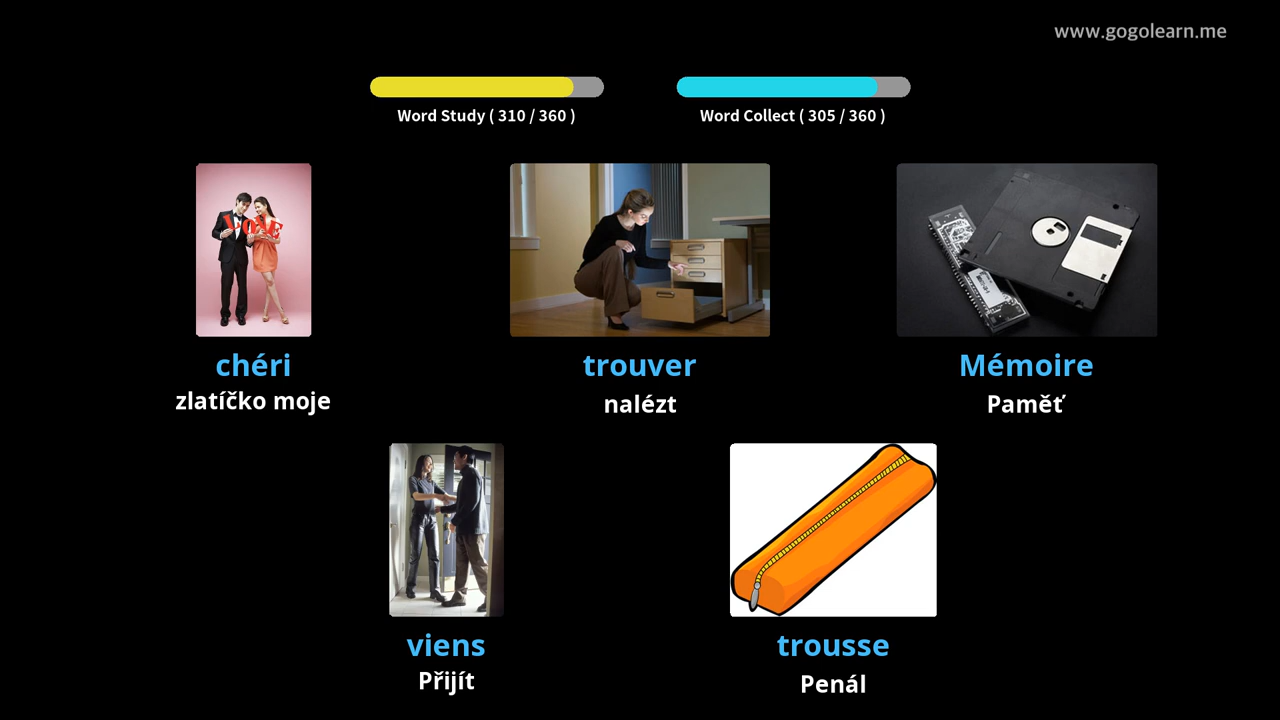 www.gogolearn.me
Word Study ( 310 / 360 )
Word Collect ( 305 / 360 )
chéri
zlatíčko moje
trouver
nalézt
Mémoire
Paměť
viens
Přijít
trousse
Penál